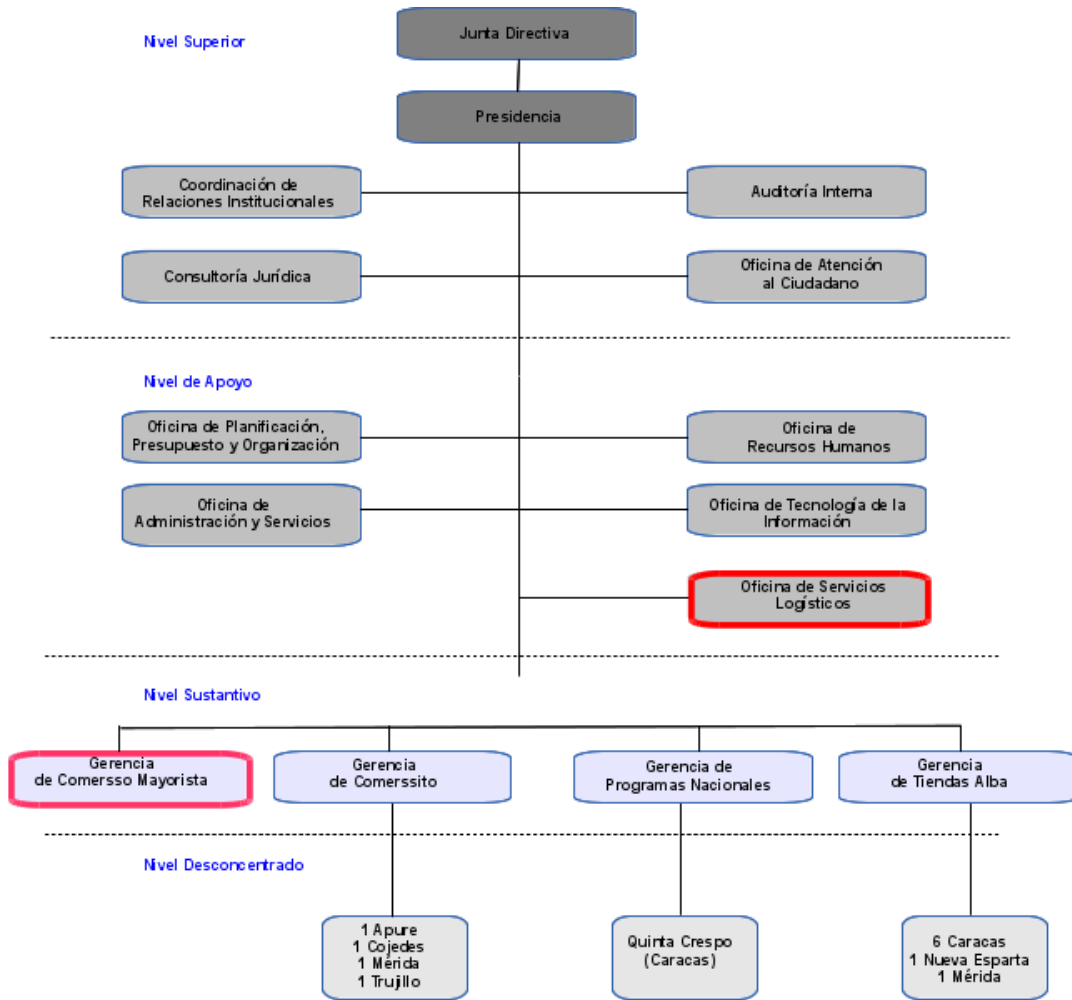 Nivel Superior
Junta Directiva
Presidencia
Coordinación de
Relaciones Institucionales
Auditoría Interna
Consultoría Jurídica
Oficina de Atención
al Ciudadano
Nivel de Apoyo
Oficina de Planificación,
Presupuesto y Organización
Oficina de
Recursos Humanos
Oficina de
Administración y Servicios
Oficina de Tecnología de la
Información
Oficina de Servicios
Logísticos
Nivel Sustantivo
Gerencia
de Comersso Mayorista
Gerencia
de Comerssito
Gerencia de
Programas Nacionales
Gerencia
de Tiendas Alba
Nivel Desconcentrado
1 Apure
1 Cojedes
1 Mérida
1 Trujillo
Quinta Crespo
(Caracas)
6 Caracas
1 Nueva Esparta
1 Mérida